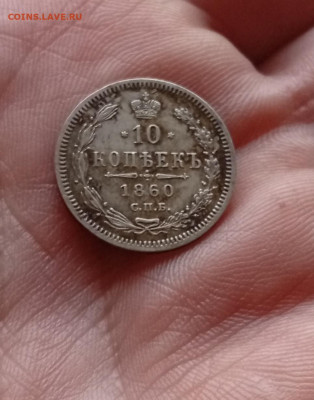 COINS.LAVE.RU
· 10 ·
КОПѢЕКЪ
1860
С.П.Б.